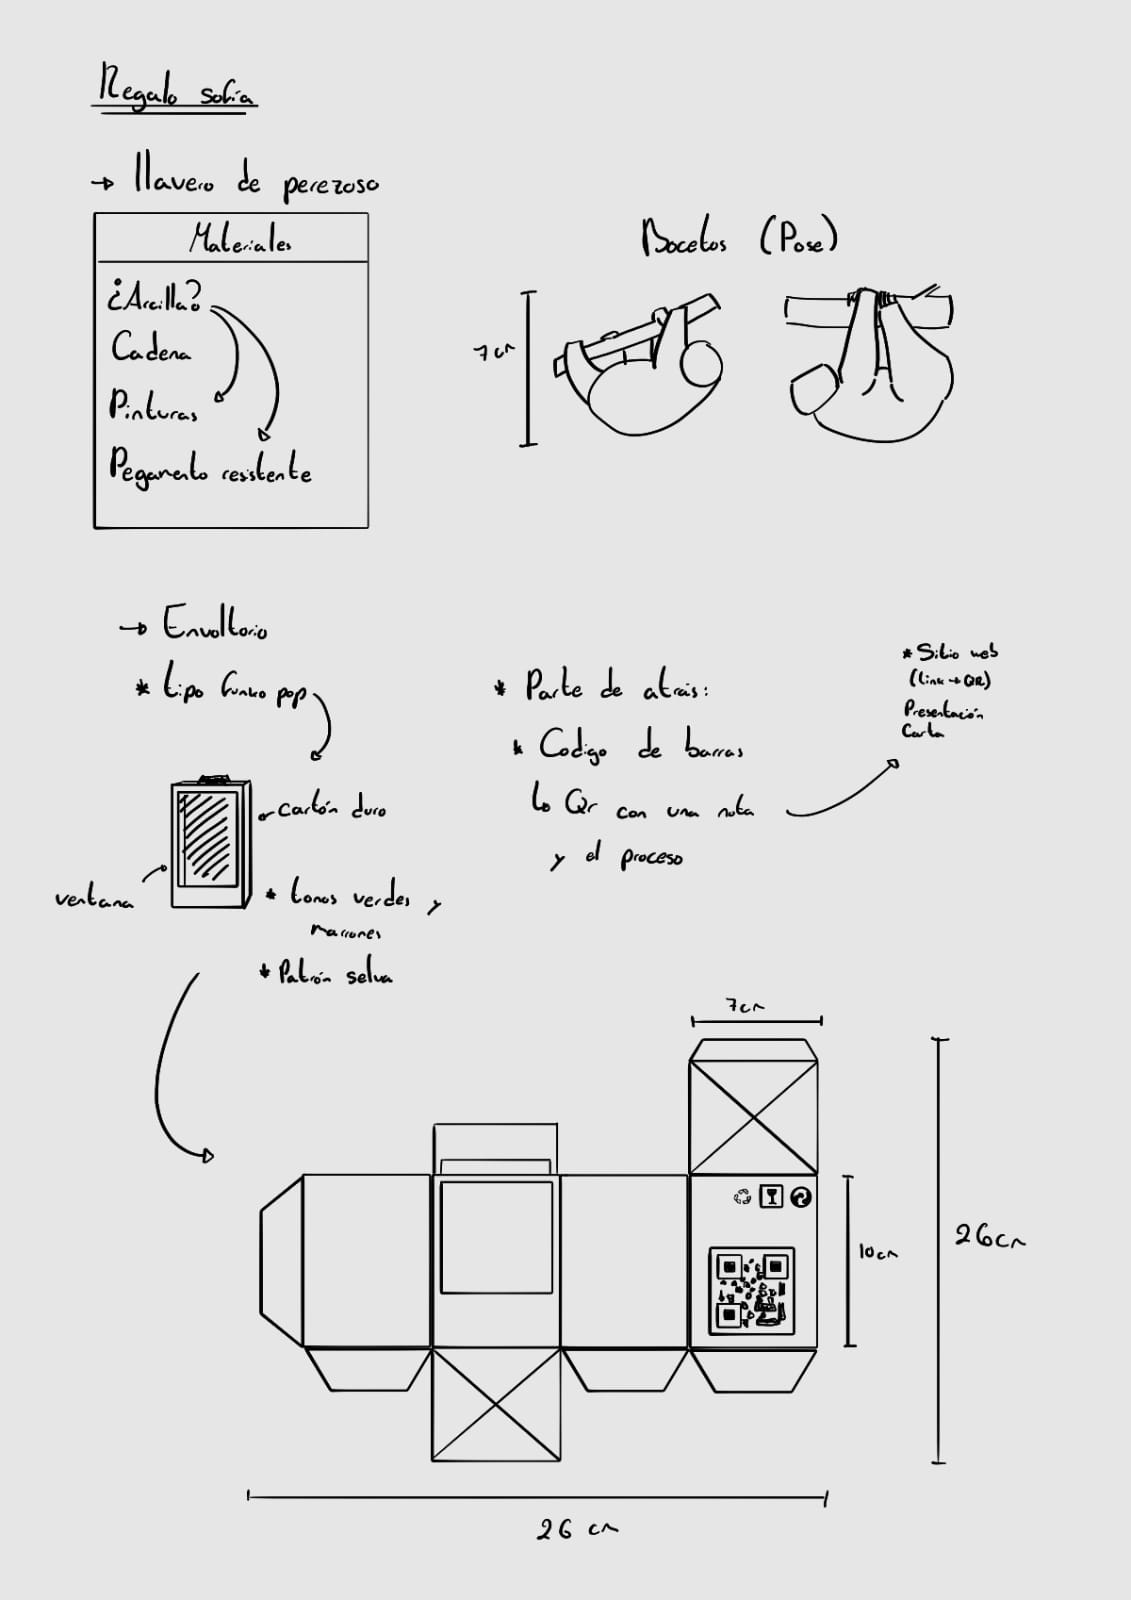 Regalo sofía
→ llavero de perezoso
Materiales
¿Arcilla?
Cadena
Pinturas
Pegamento resistente
Bocetos (Pose)
7cm
→ Envoltorio
* tipo funko pop
cartón duro
ventana
* tonos verdes y
marrones
* Patrón selva
* Parte de atrás:
* Codigo de barras
↳ Qr con una nota
y el proceso
* Sitio web
(link → QR)
Presentación
Carta
7cm
10cm
26cm
26 cm